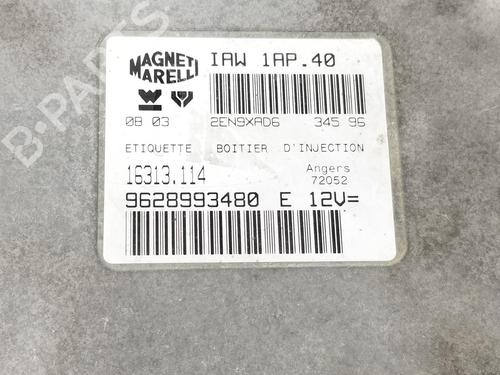 MAGNETI
MARELLI
IAW 1AP.40
08 03
2EN9XAD6
345 96
ETIQUETTE BOITIER D'INJECTION
16313.114
Angers
72052
9628993480 E 12V=
B-PARTS